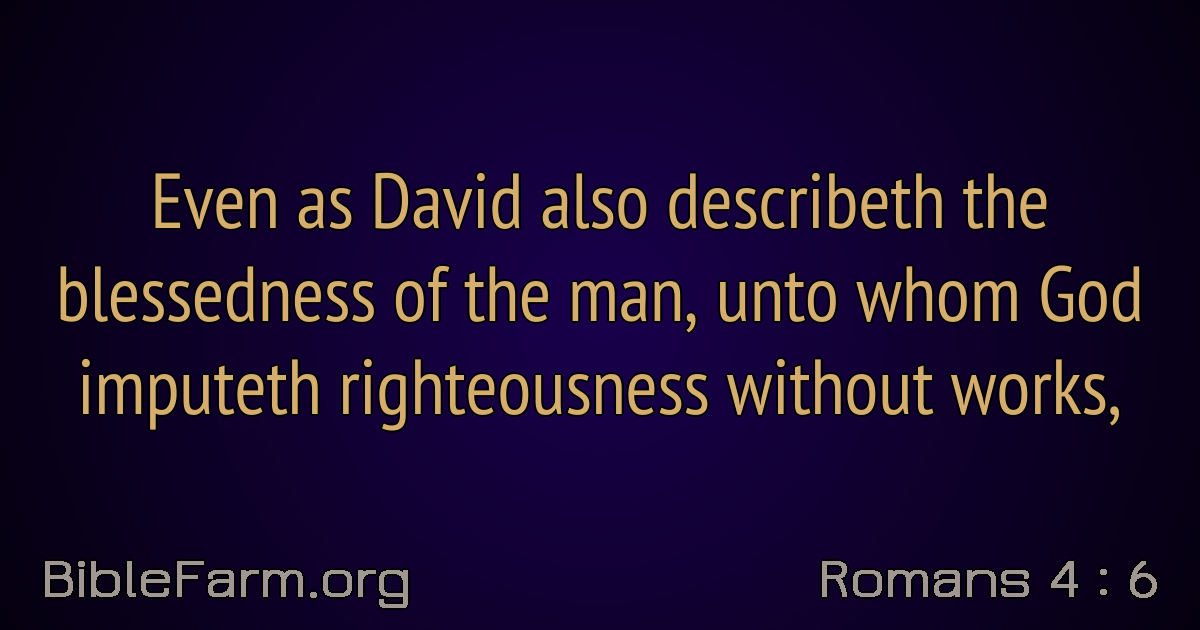 Even as David also describeth the
blessedness of the man, unto whom God
imputeth righteousness without works,
BibleFarm.org
Romans 4 : 6